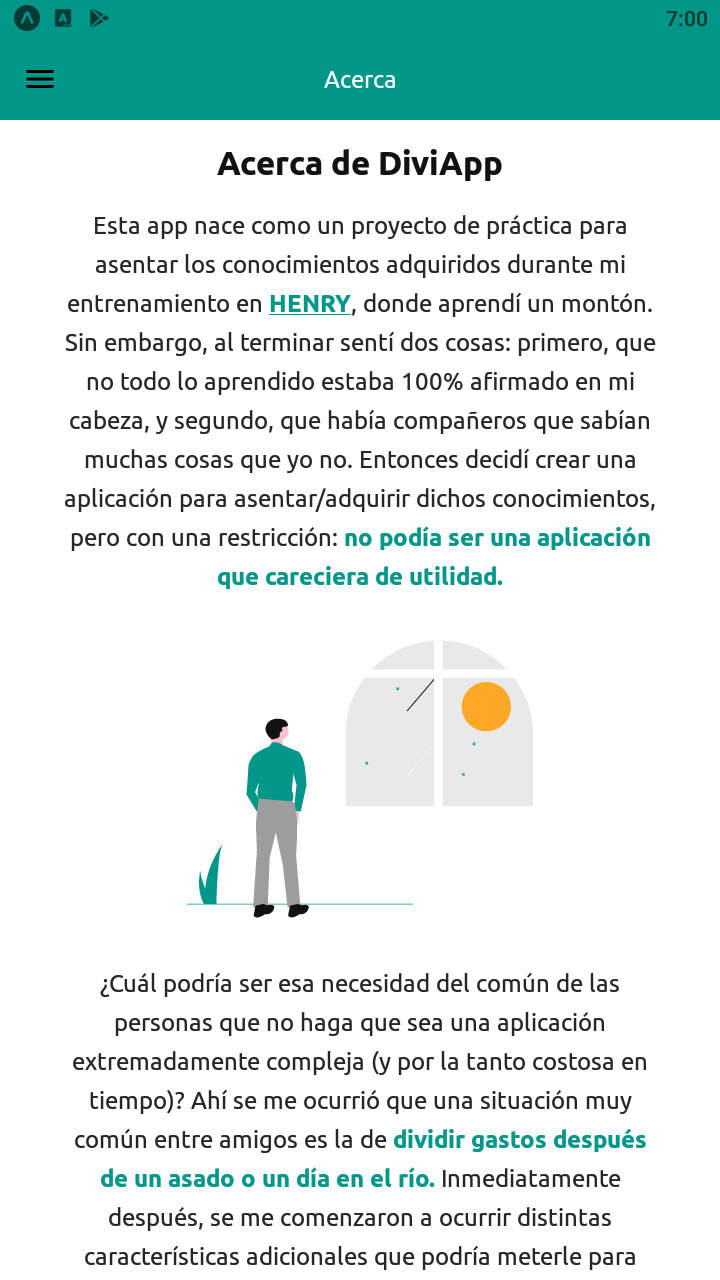 7:00
Acerca
Acerca de DiviApp
Esta app nace como un proyecto de práctica para
asentar los conocimientos adquiridos durante mi
entrenamiento en HENRY, donde aprendí un montón.
Sin embargo, al terminar sentí dos cosas: primero, que
no todo lo aprendido estaba 100% afirmado en mi
cabeza, y segundo, que había compañeros que sabían
muchas cosas que yo no. Entonces decidí crear una
aplicación para asentar/adquirir dichos conocimientos,
pero con una restricción: no podía ser una aplicación
que careciera de utilidad.
¿Cuál podría ser esa necesidad del común de las
personas que no haga que sea una aplicación
extremadamente compleja (y por la tanto costosa en
tiempo)? Ahí se me ocurrió que una situación muy
común entre amigos es la de dividir gastos después
de un asado o un día en el río. Inmediatamente
después, se me comenzaron a ocurrir distintas
características adicionales que podría meterle para